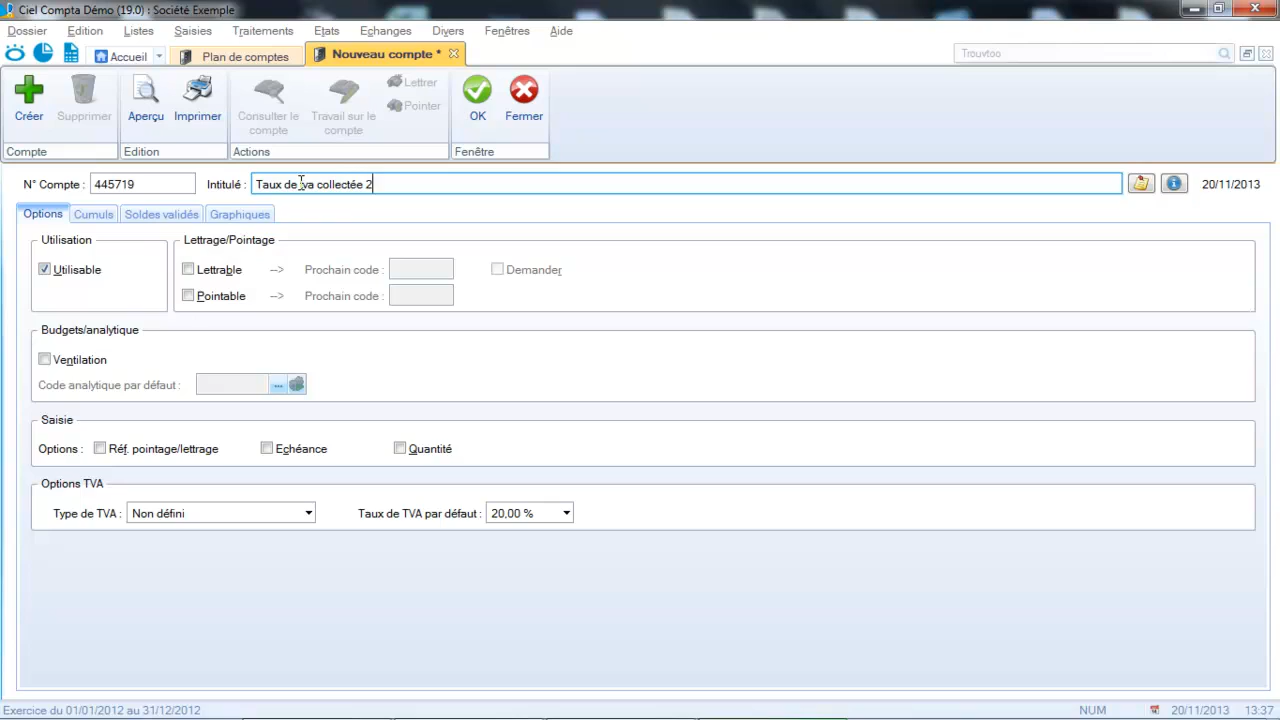 Ciel Compta Démo (19.0) : Société Exemple
Dossier Edition Listes Saisies Traitements Etats Echanges Divers Fenêtres Aide
Accueil Plan de comptes Nouveau compte * Trouvtoo
Créer Supprimer Aperçu Imprimer Consulter le compte Travail sur le compte Lettrer Pointer OK Fermer
Compte Edition Actions Fenêtre
N° Compte : 445719 Intitulé : Taux de tva collectée 2 20/11/2013
Options Cumuls Soldes validés Graphiques
Utilisation Lettrage/Pointage
Utilisable Lettrable --> Prochain code : Demander
Pointable --> Prochain code :
Budgets/analytique
Ventilation
Code analytique par défaut : ...
Saisie
Options : Réf. pointage/lettrage Echéance Quantité
Options TVA
Type de TVA : Non défini Taux de TVA par défaut : 20,00 %
Exercice du 01/01/2012 au 31/12/2012 NUM 20/11/2013 13:37